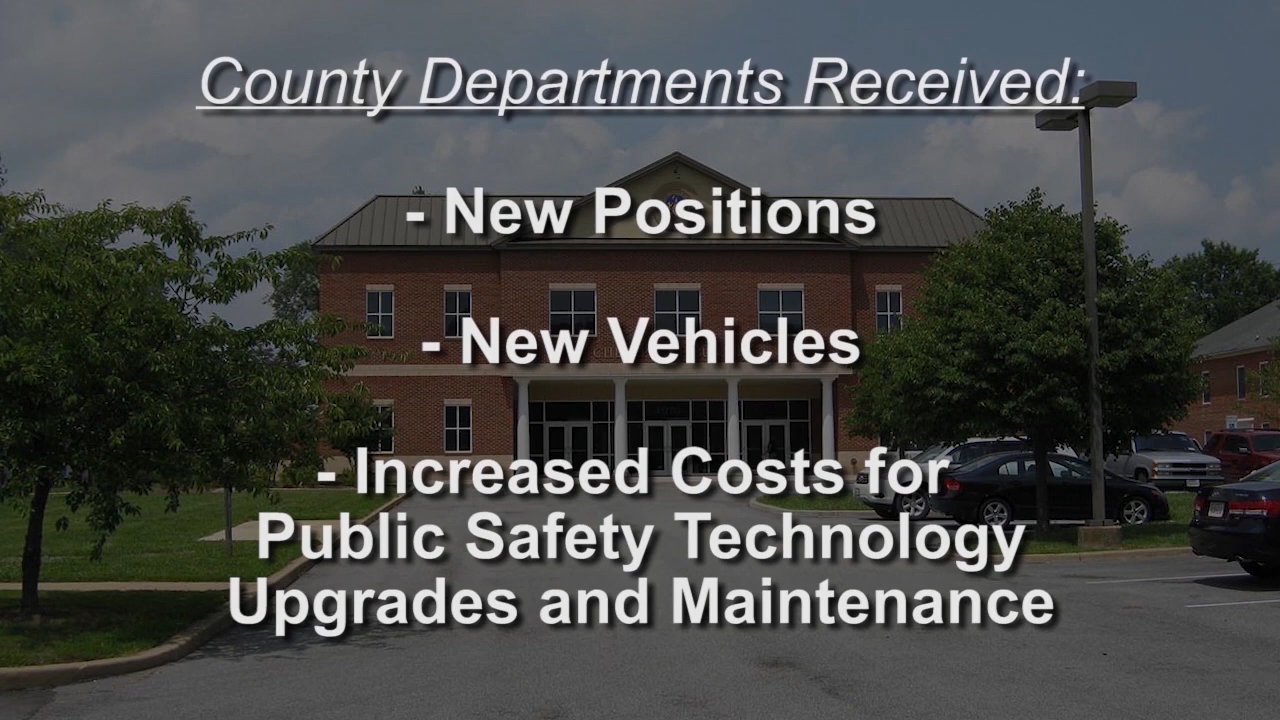 County Departments Received:
- New Positions
- New Vehicles
- Increased Costs for
Public Safety Technology
Upgrades and Maintenance